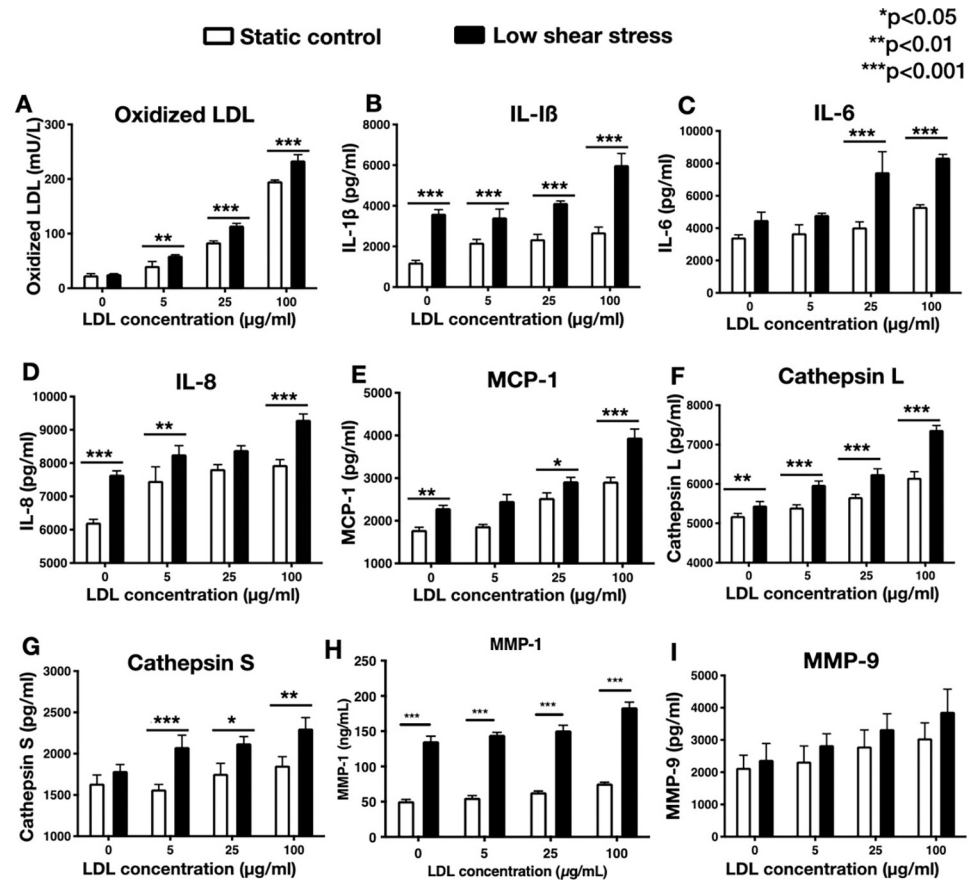 Static control
Low shear stress
*p<0.05
**p<0.01
***p<0.001
A
Oxidized LDL
Oxidized LDL (mU/L)
300
200
100
0
** *** ***
0 5 25 100
LDL concentration (µg/ml)
B
IL-Iß
IL-1β (pg/ml)
8000
6000
4000
2000
0
*** *** *** ***
0 5 25 100
LDL concentration (µg/ml)
C
IL-6
IL-6 (pg/ml)
10000
8000
6000
4000
2000
0
*** ***
0 5 25 100
LDL concentration (µg/ml)
D
IL-8
IL-8 (pg/ml)
10000
9000
8000
7000
6000
5000
*** ** ***
0 5 25 100
LDL concentration (µg/ml)
E
MCP-1
MCP-1 (pg/ml)
5000
4000
3000
2000
1000
** * ***
0 5 25 100
LDL concentration (µg/ml)
F
Cathepsin L
Cathepsin L (pg/ml)
8000
7000
6000
5000
4000
** *** *** ***
0 5 25 100
LDL concentration (µg/ml)
G
Cathepsin S
Cathepsin S (pg/ml)
3000
2500
2000
1500
1000
*** * **
0 5 25 100
LDL concentration (µg/ml)
H
MMP-1
MMP-1 (ng/mL)
250
200
150
100
50
0
*** *** *** ***
0 5 25 100
LDL concentration (µg/mL)
I
MMP-9
MMP-9 (pg/ml)
5000
4000
3000
2000
1000
0
0 5 25 100
LDL concentration (µg/ml)